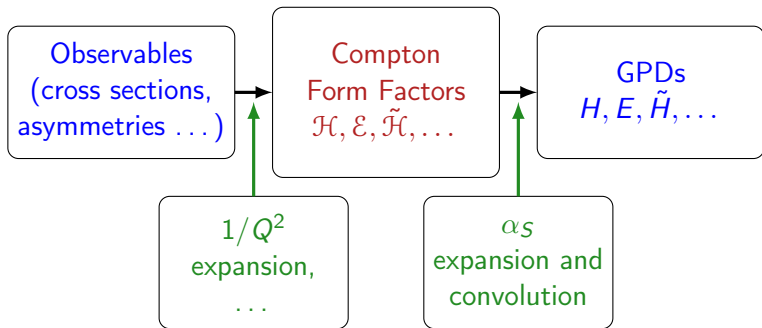 Observables
(cross sections,
asymmetries . . . )
Compton
Form Factors
ℋ, ℰ, ℋ̃, . . .
GPDs
H, E, H̃, . . .
1/Q²
expansion,
. . .
αS
expansion and
convolution